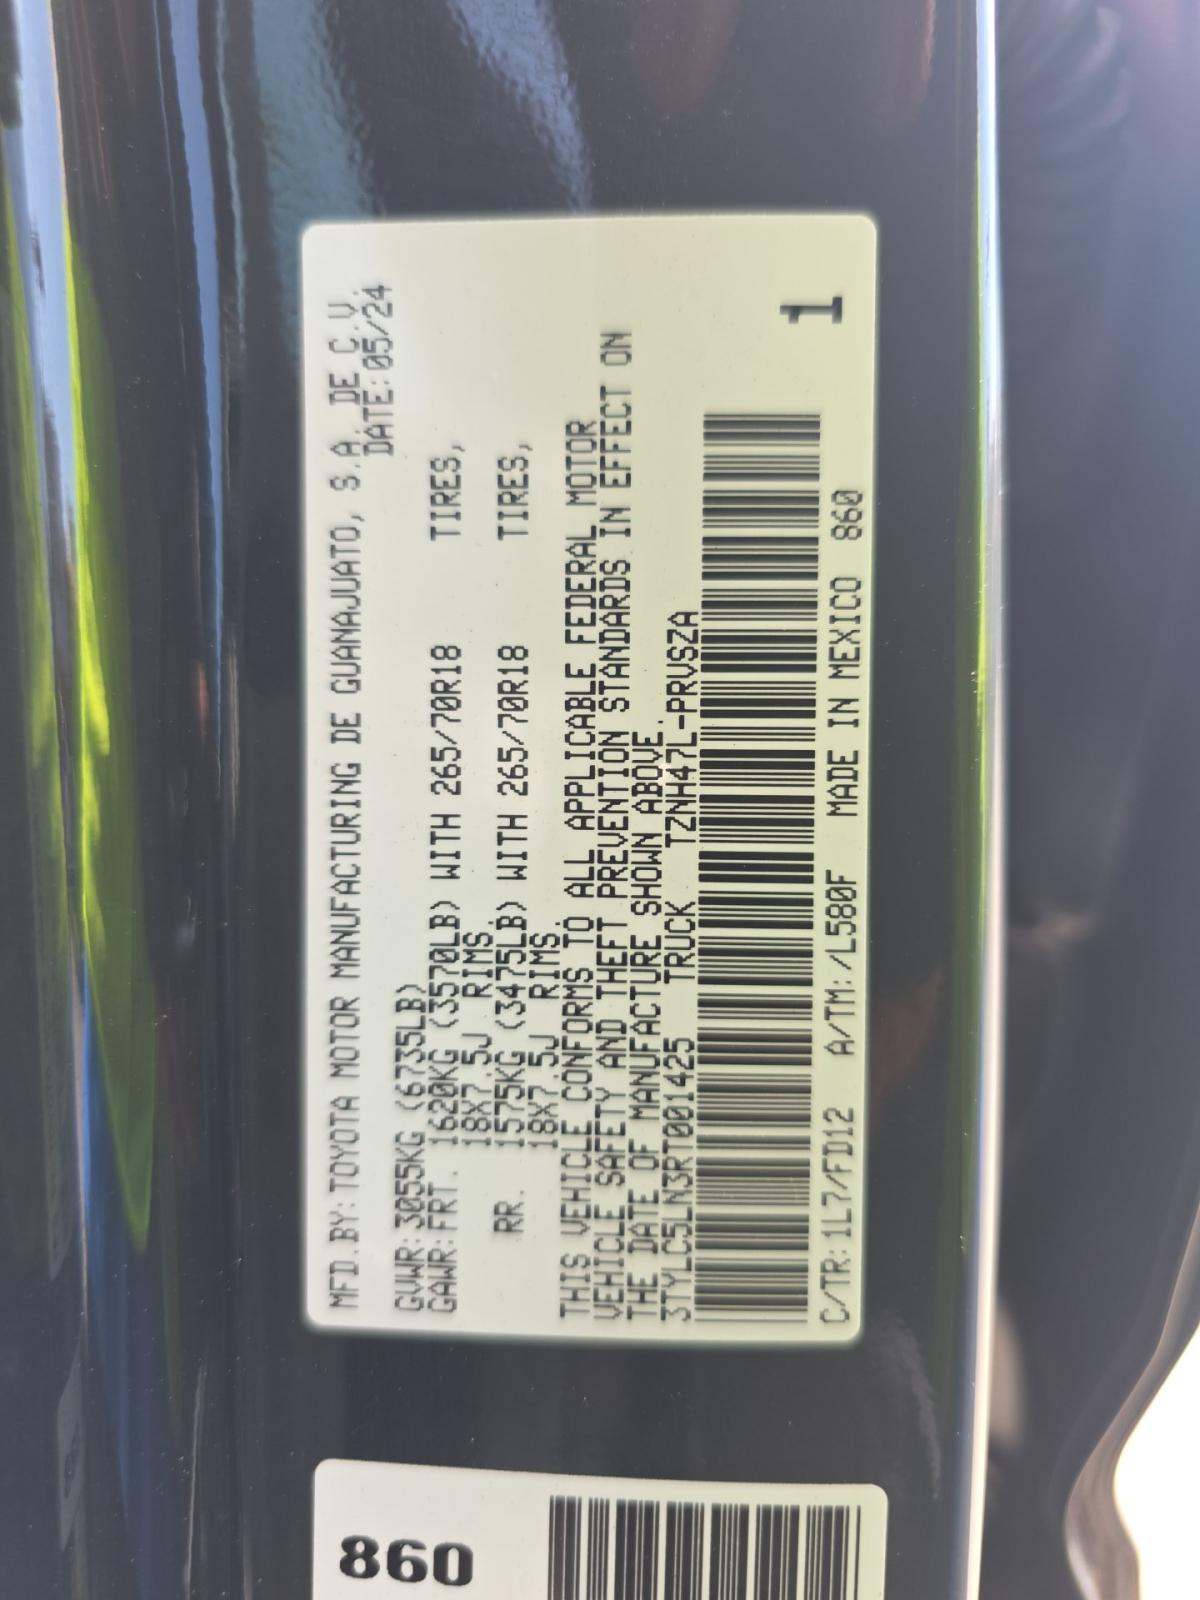 MFD.BY: TOYOTA MOTOR MANUFACTURING DE GUANAJUATO, S.A. DE C.V.
DATE: 05/24
GVWR: 3055KG (6735LB)
GAWR: FRT. 1620KG (3570LB) WITH 265/70R18 TIRES,
18X7.5J RIMS.
RR. 1575KG (3475LB) WITH 265/70R18 TIRES,
18X7.5J RIMS.
THIS VEHICLE CONFORMS TO ALL APPLICABLE FEDERAL MOTOR
VEHICLE SAFETY AND THEFT PREVENTION STANDARDS IN EFFECT ON
THE DATE OF MANUFACTURE SHOWN ABOVE.
3TYLC5LN3RT001425 TRUCK TZNH47L-PRVSZA
1
C/TR: 1L7/FD12 A/TM: /L580F MADE IN MEXICO 860
860